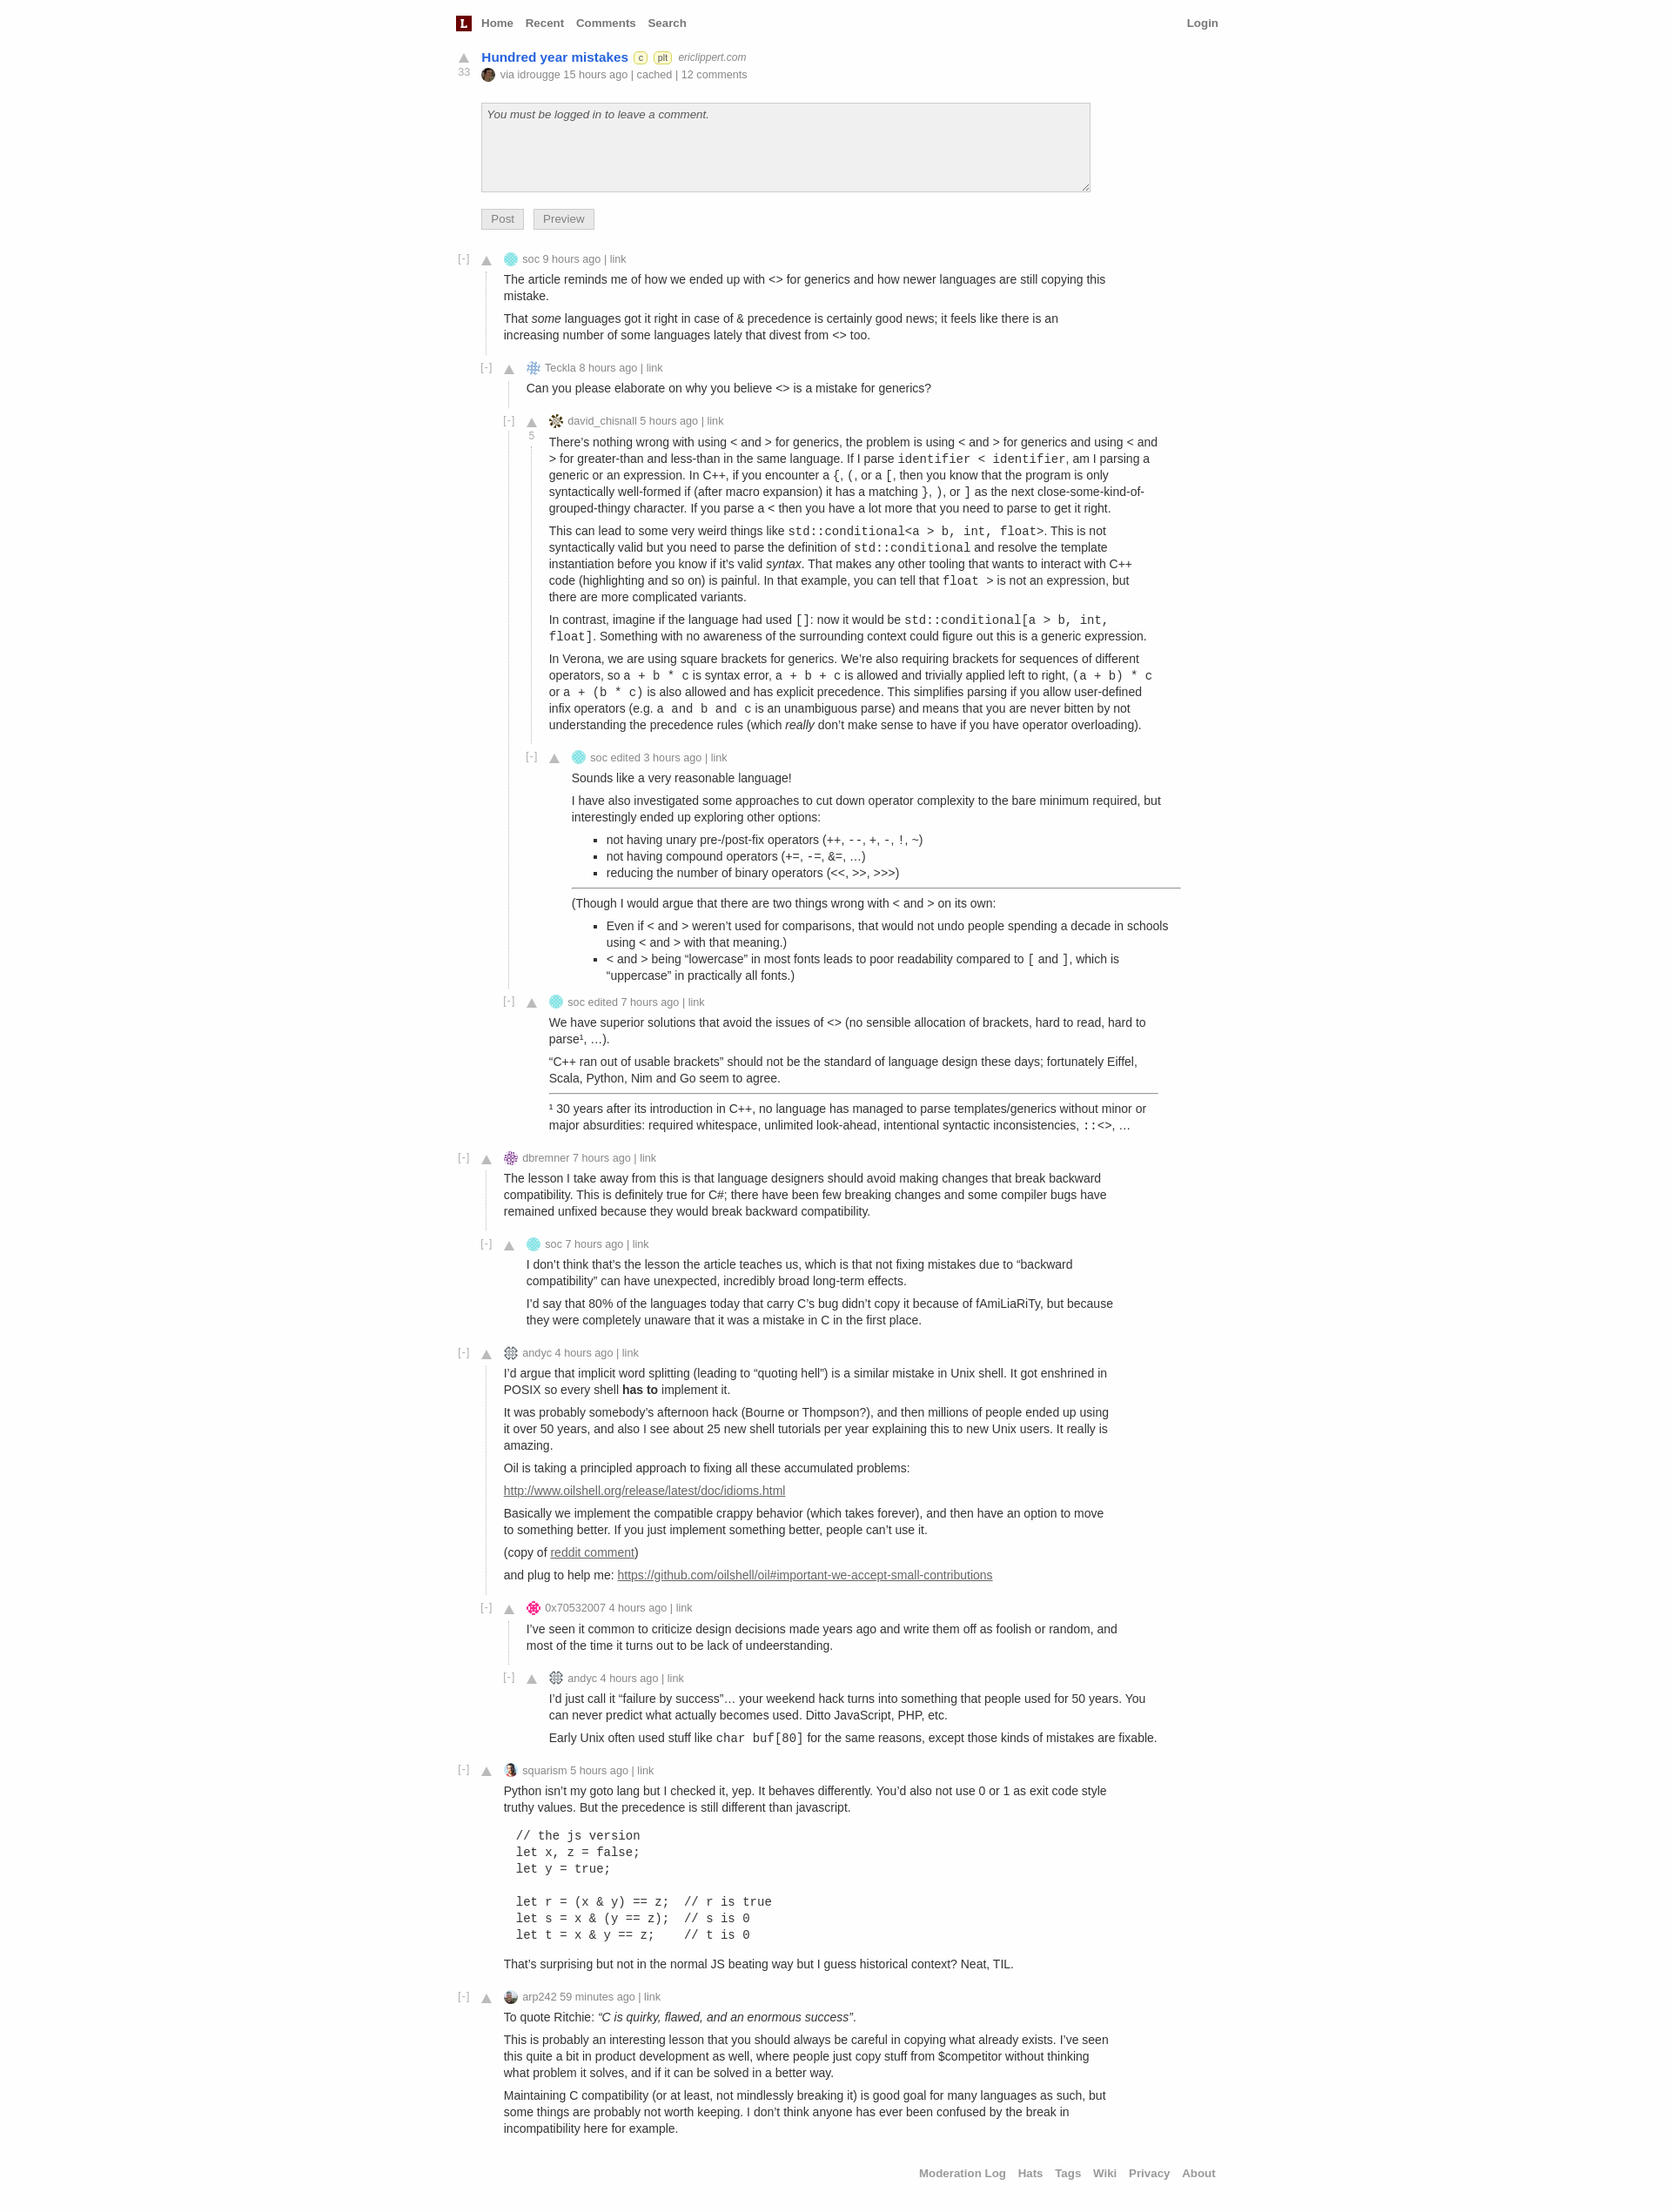 L Home Recent Comments Search Login
Hundred year mistakes c plt ericlippert.com
33 via idrougge 15 hours ago | cached | 12 comments
You must be logged in to leave a comment.
Post Preview
[-] soc 9 hours ago | link
The article reminds me of how we ended up with <> for generics and how newer languages are still copying this
mistake.
That some languages got it right in case of & precedence is certainly good news; it feels like there is an
increasing number of some languages lately that divest from <> too.
[-] Teckla 8 hours ago | link
Can you please elaborate on why you believe <> is a mistake for generics?
[-] david_chisnall 5 hours ago | link
5
There’s nothing wrong with using < and > for generics, the problem is using < and > for generics and using < and
> for greater-than and less-than in the same language. If I parse identifier < identifier, am I parsing a
generic or an expression. In C++, if you encounter a {, (, or a [, then you know that the program is only
syntactically well-formed if (after macro expansion) it has a matching }, ), or ] as the next close-some-kind-of-
grouped-thingy character. If you parse a < then you have a lot more that you need to parse to get it right.
This can lead to some very weird things like std::conditional<a > b, int, float>. This is not
syntactically valid but you need to parse the definition of std::conditional and resolve the template
instantiation before you know if it’s valid syntax. That makes any other tooling that wants to interact with C++
code (highlighting and so on) is painful. In that example, you can tell that float > is not an expression, but
there are more complicated variants.
In contrast, imagine if the language had used []: now it would be std::conditional[a > b, int,
float]. Something with no awareness of the surrounding context could figure out this is a generic expression.
In Verona, we are using square brackets for generics. We’re also requiring brackets for sequences of different
operators, so a + b * c is syntax error, a + b + c is allowed and trivially applied left to right, (a + b) * c
or a + (b * c) is also allowed and has explicit precedence. This simplifies parsing if you allow user-defined
infix operators (e.g. a and b and c is an unambiguous parse) and means that you are never bitten by not
understanding the precedence rules (which really don’t make sense to have if you have operator overloading).
[-] soc edited 3 hours ago | link
Sounds like a very reasonable language!
I have also investigated some approaches to cut down operator complexity to the bare minimum required, but
interestingly ended up exploring other options:
▪ not having unary pre-/post-fix operators (++, --, +, -, !, ~)
▪ not having compound operators (+=, -=, &=, …)
▪ reducing the number of binary operators (<<, >>, >>>)
(Though I would argue that there are two things wrong with < and > on its own:
▪ Even if < and > weren’t used for comparisons, that would not undo people spending a decade in schools
using < and > with that meaning.)
▪ < and > being “lowercase” in most fonts leads to poor readability compared to [ and ], which is
“uppercase” in practically all fonts.)
[-] soc edited 7 hours ago | link
We have superior solutions that avoid the issues of <> (no sensible allocation of brackets, hard to read, hard to
parse¹, …).
“C++ ran out of usable brackets” should not be the standard of language design these days; fortunately Eiffel,
Scala, Python, Nim and Go seem to agree.
¹ 30 years after its introduction in C++, no language has managed to parse templates/generics without minor or
major absurdities: required whitespace, unlimited look-ahead, intentional syntactic inconsistencies, ::<>, …
[-] dbremner 7 hours ago | link
The lesson I take away from this is that language designers should avoid making changes that break backward
compatibility. This is definitely true for C#; there have been few breaking changes and some compiler bugs have
remained unfixed because they would break backward compatibility.
[-] soc 7 hours ago | link
I don’t think that’s the lesson the article teaches us, which is that not fixing mistakes due to “backward
compatibility” can have unexpected, incredibly broad long-term effects.
I’d say that 80% of the languages today that carry C’s bug didn’t copy it because of fAmiLiaRiTy, but because
they were completely unaware that it was a mistake in C in the first place.
[-] andyc 4 hours ago | link
I’d argue that implicit word splitting (leading to “quoting hell”) is a similar mistake in Unix shell. It got enshrined in
POSIX so every shell has to implement it.
It was probably somebody’s afternoon hack (Bourne or Thompson?), and then millions of people ended up using
it over 50 years, and also I see about 25 new shell tutorials per year explaining this to new Unix users. It really is
amazing.
Oil is taking a principled approach to fixing all these accumulated problems:
http://www.oilshell.org/release/latest/doc/idioms.html
Basically we implement the compatible crappy behavior (which takes forever), and then have an option to move
to something better. If you just implement something better, people can’t use it.
(copy of reddit comment)
and plug to help me: https://github.com/oilshell/oil#important-we-accept-small-contributions
[-] 0x70532007 4 hours ago | link
I’ve seen it common to criticize design decisions made years ago and write them off as foolish or random, and
most of the time it turns out to be lack of undeerstanding.
[-] andyc 4 hours ago | link
I’d just call it “failure by success”… your weekend hack turns into something that people used for 50 years. You
can never predict what actually becomes used. Ditto JavaScript, PHP, etc.
Early Unix often used stuff like char buf[80] for the same reasons, except those kinds of mistakes are fixable.
[-] squarism 5 hours ago | link
Python isn’t my goto lang but I checked it, yep. It behaves differently. You’d also not use 0 or 1 as exit code style
truthy values. But the precedence is still different than javascript.
// the js version
let x, z = false;
let y = true;
let r = (x & y) == z;  // r is true
let s = x & (y == z);  // s is 0
let t = x & y == z;    // t is 0
That’s surprising but not in the normal JS beating way but I guess historical context? Neat, TIL.
[-] arp242 59 minutes ago | link
To quote Ritchie: “C is quirky, flawed, and an enormous success”.
This is probably an interesting lesson that you should always be careful in copying what already exists. I’ve seen
this quite a bit in product development as well, where people just copy stuff from $competitor without thinking
what problem it solves, and if it can be solved in a better way.
Maintaining C compatibility (or at least, not mindlessly breaking it) is good goal for many languages as such, but
some things are probably not worth keeping. I don’t think anyone has ever been confused by the break in
incompatibility here for example.
Moderation Log Hats Tags Wiki Privacy About